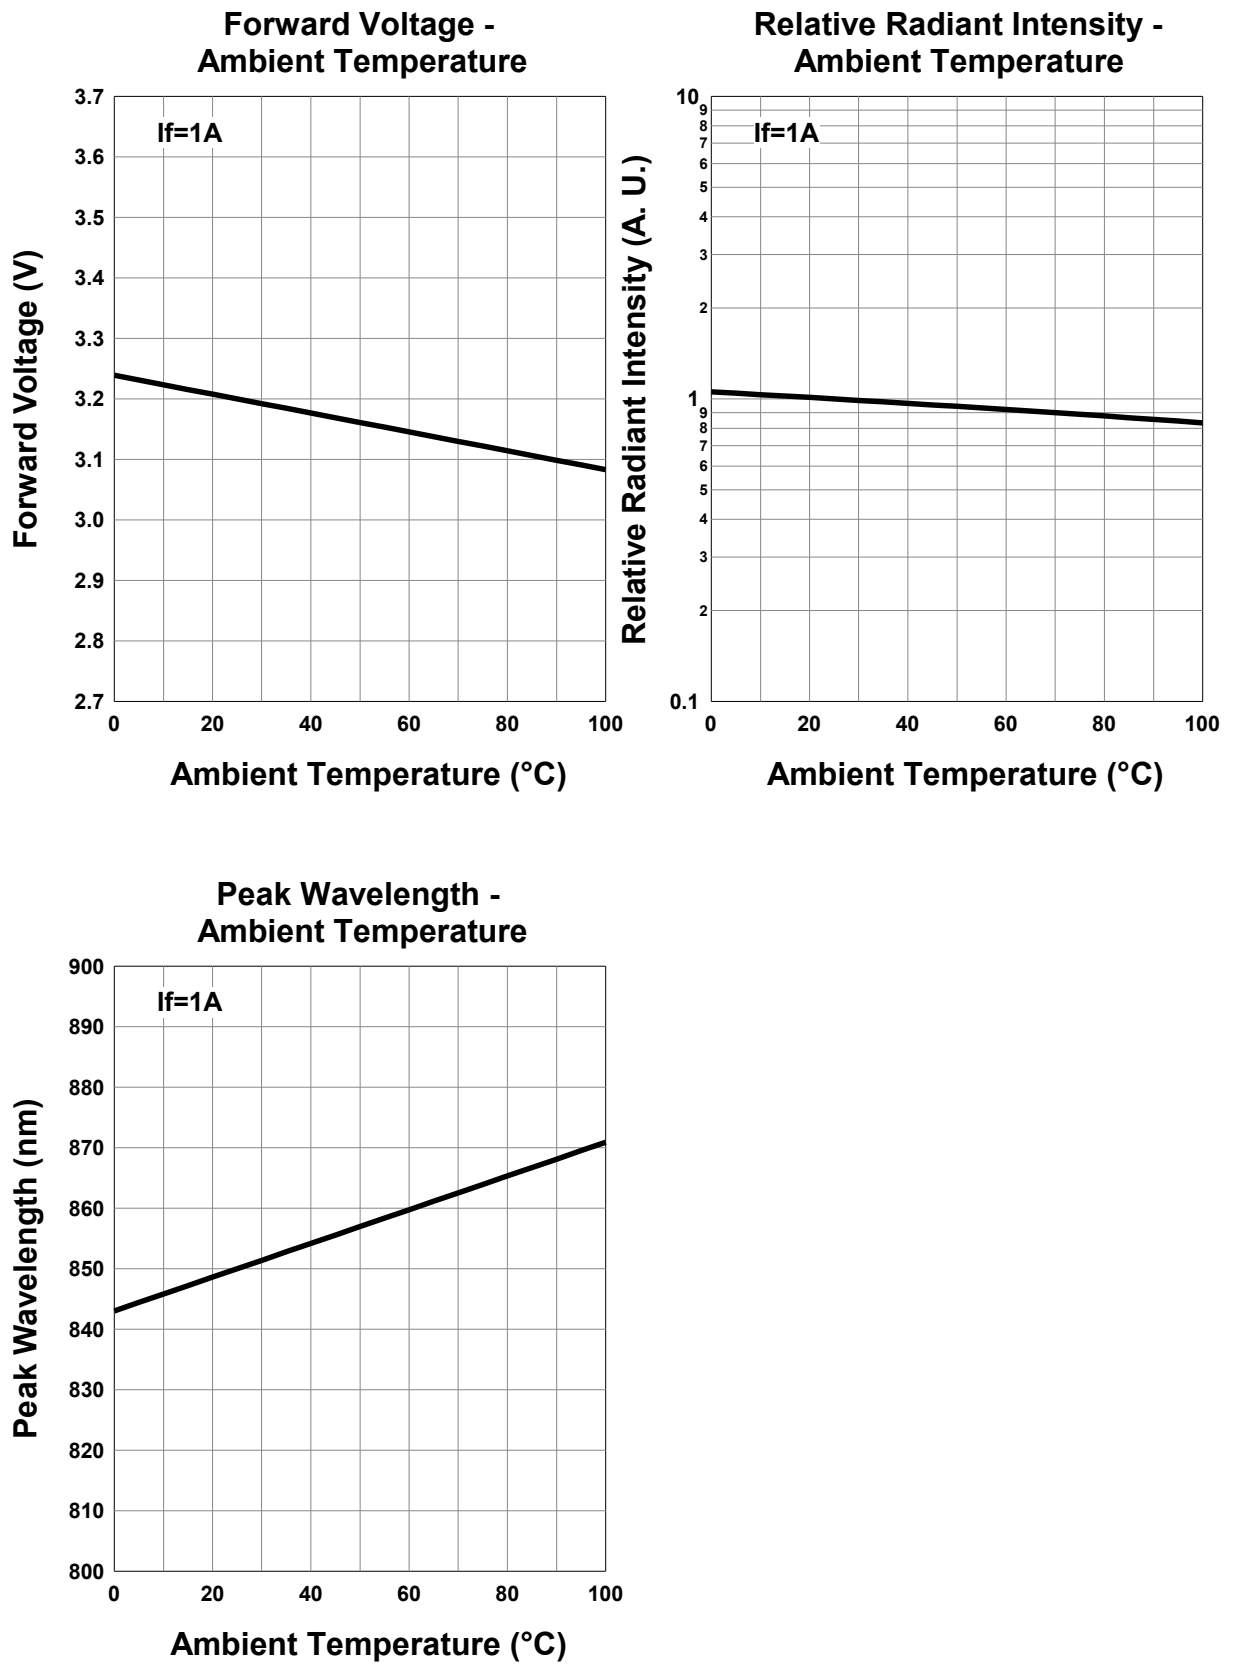 Forward Voltage -
Ambient Temperature
If=1A
Forward Voltage (V)
3.7
3.6
3.5
3.4
3.3
3.2
3.1
3.0
2.9
2.8
2.7
0 20 40 60 80 100
Ambient Temperature (°C)
Relative Radiant Intensity -
Ambient Temperature
If=1A
Relative Radiant Intensity (A. U.)
10
9
8
7
6
5
4
3
2
1
9
8
7
6
5
4
3
2
0.1
0 20 40 60 80 100
Ambient Temperature (°C)
Peak Wavelength -
Ambient Temperature
If=1A
Peak Wavelength (nm)
900
890
880
870
860
850
840
830
820
810
800
0 20 40 60 80 100
Ambient Temperature (°C)